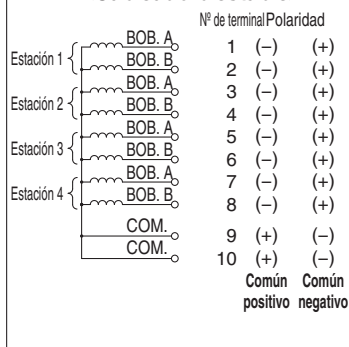 Nº de terminal Polaridad
BOB. A 1 (−) (+)
Estación 1
BOB. B 2 (−) (+)
BOB. A 3 (−) (+)
Estación 2
BOB. B 4 (−) (+)
BOB. A 5 (−) (+)
Estación 3
BOB. B 6 (−) (+)
BOB. A 7 (−) (+)
Estación 4
BOB. B 8 (−) (+)
COM. 9 (+) (−)
COM. 10 (+) (−)
Común Común
positivo negativo